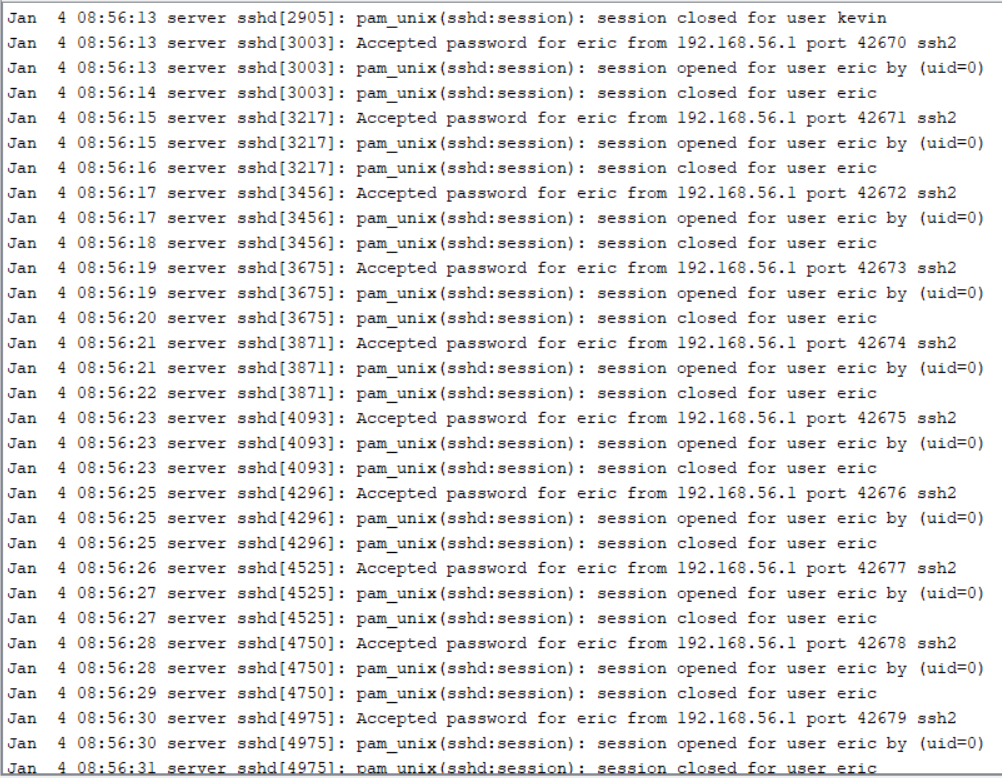 Jan  4 08:56:13 server sshd[2905]: pam_unix(sshd:session): session closed for user kevin
Jan  4 08:56:13 server sshd[3003]: Accepted password for eric from 192.168.56.1 port 42670 ssh2
Jan  4 08:56:13 server sshd[3003]: pam_unix(sshd:session): session opened for user eric by (uid=0)
Jan  4 08:56:14 server sshd[3003]: pam_unix(sshd:session): session closed for user eric
Jan  4 08:56:15 server sshd[3217]: Accepted password for eric from 192.168.56.1 port 42671 ssh2
Jan  4 08:56:15 server sshd[3217]: pam_unix(sshd:session): session opened for user eric by (uid=0)
Jan  4 08:56:16 server sshd[3217]: pam_unix(sshd:session): session closed for user eric
Jan  4 08:56:17 server sshd[3456]: Accepted password for eric from 192.168.56.1 port 42672 ssh2
Jan  4 08:56:17 server sshd[3456]: pam_unix(sshd:session): session opened for user eric by (uid=0)
Jan  4 08:56:18 server sshd[3456]: pam_unix(sshd:session): session closed for user eric
Jan  4 08:56:19 server sshd[3675]: Accepted password for eric from 192.168.56.1 port 42673 ssh2
Jan  4 08:56:19 server sshd[3675]: pam_unix(sshd:session): session opened for user eric by (uid=0)
Jan  4 08:56:20 server sshd[3675]: pam_unix(sshd:session): session closed for user eric
Jan  4 08:56:21 server sshd[3871]: Accepted password for eric from 192.168.56.1 port 42674 ssh2
Jan  4 08:56:21 server sshd[3871]: pam_unix(sshd:session): session opened for user eric by (uid=0)
Jan  4 08:56:22 server sshd[3871]: pam_unix(sshd:session): session closed for user eric
Jan  4 08:56:23 server sshd[4093]: Accepted password for eric from 192.168.56.1 port 42675 ssh2
Jan  4 08:56:23 server sshd[4093]: pam_unix(sshd:session): session opened for user eric by (uid=0)
Jan  4 08:56:23 server sshd[4093]: pam_unix(sshd:session): session closed for user eric
Jan  4 08:56:25 server sshd[4296]: Accepted password for eric from 192.168.56.1 port 42676 ssh2
Jan  4 08:56:25 server sshd[4296]: pam_unix(sshd:session): session opened for user eric by (uid=0)
Jan  4 08:56:25 server sshd[4296]: pam_unix(sshd:session): session closed for user eric
Jan  4 08:56:26 server sshd[4525]: Accepted password for eric from 192.168.56.1 port 42677 ssh2
Jan  4 08:56:27 server sshd[4525]: pam_unix(sshd:session): session opened for user eric by (uid=0)
Jan  4 08:56:27 server sshd[4525]: pam_unix(sshd:session): session closed for user eric
Jan  4 08:56:28 server sshd[4750]: Accepted password for eric from 192.168.56.1 port 42678 ssh2
Jan  4 08:56:28 server sshd[4750]: pam_unix(sshd:session): session opened for user eric by (uid=0)
Jan  4 08:56:29 server sshd[4750]: pam_unix(sshd:session): session closed for user eric
Jan  4 08:56:30 server sshd[4975]: Accepted password for eric from 192.168.56.1 port 42679 ssh2
Jan  4 08:56:30 server sshd[4975]: pam_unix(sshd:session): session opened for user eric by (uid=0)
Jan  4 08:56:31 server sshd[4975]: pam_unix(sshd:session): session closed for user eric